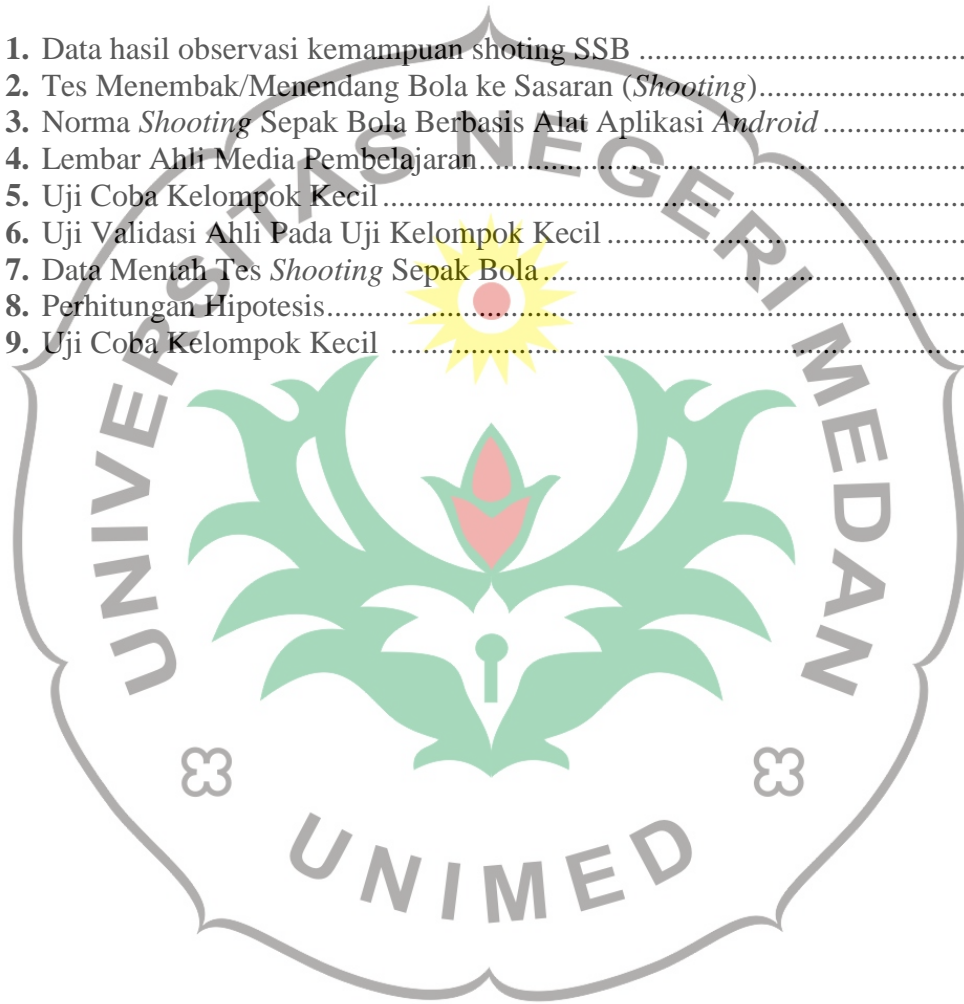 1. Data hasil observasi kemampuan shoting SSB ........................................
2. Tes Menembak/Menendang Bola ke Sasaran (Shooting)..........................
3. Norma Shooting Sepak Bola Berbasis Alat Aplikasi Android..................
4. Lembar Ahli Media Pembelajaran............................................................
5. Uji Coba Kelompok Kecil........................................................................
6. Uji Validasi Ahli Pada Uji Kelompok Kecil............................................
7. Data Mentah Tes Shooting Sepak Bola....................................................
8. Perhitungan Hipotesis...............................................................................
9. Uji Coba Kelompok Kecil .......................................................................
UNIVERSITAS NEGERI MEDAN
UNIMED